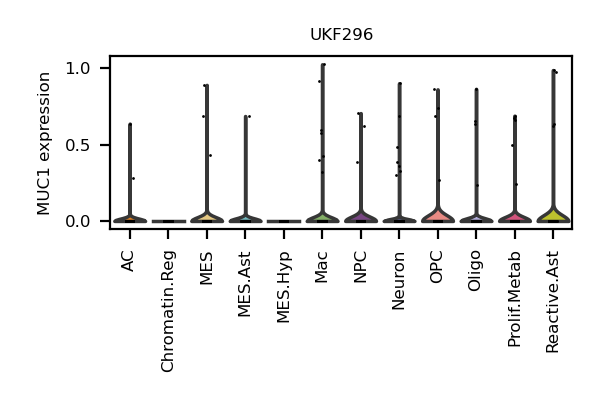 UKF296
MUC1 expression
1.0
0.5
0.0
AC
Chromatin.Reg
MES
MES.Ast
MES.Hyp
Mac
NPC
Neuron
OPC
Oligo
Prolif.Metab
Reactive.Ast